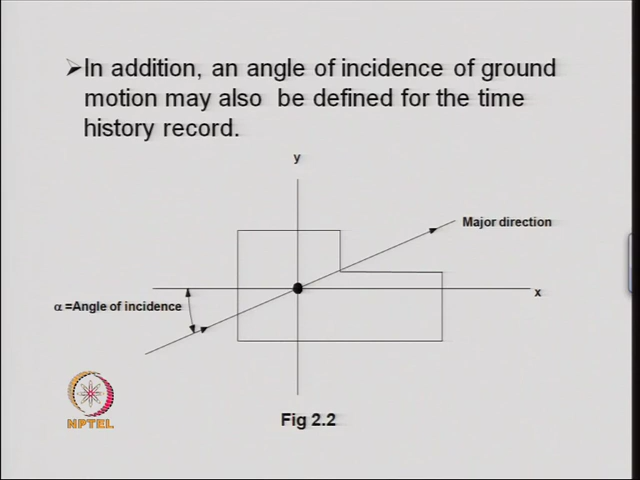 ➤In addition, an angle of incidence of ground
motion may also be defined for the time
history record.
y
Major direction
x
α =Angle of incidence
NPTEL
Fig 2.2